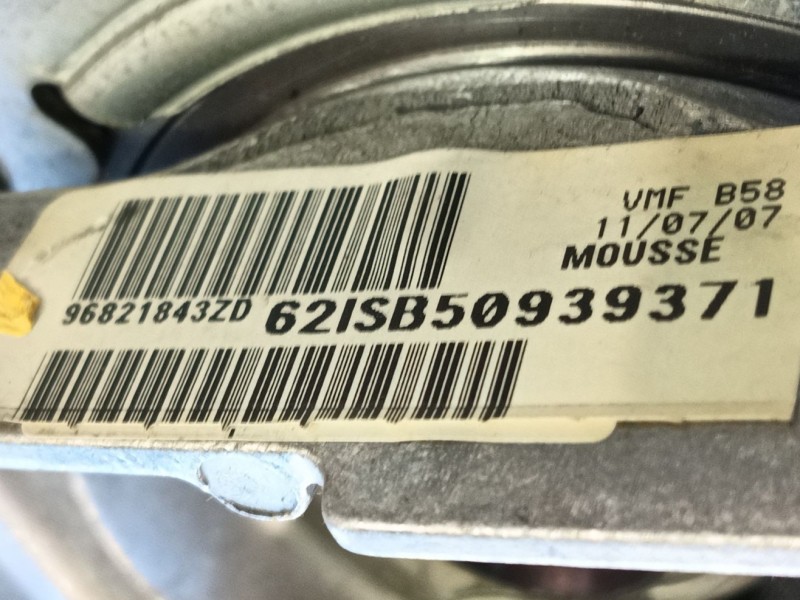 VMF B58
11/07/07
MOUSSE
96821843ZD 62ISB50939371